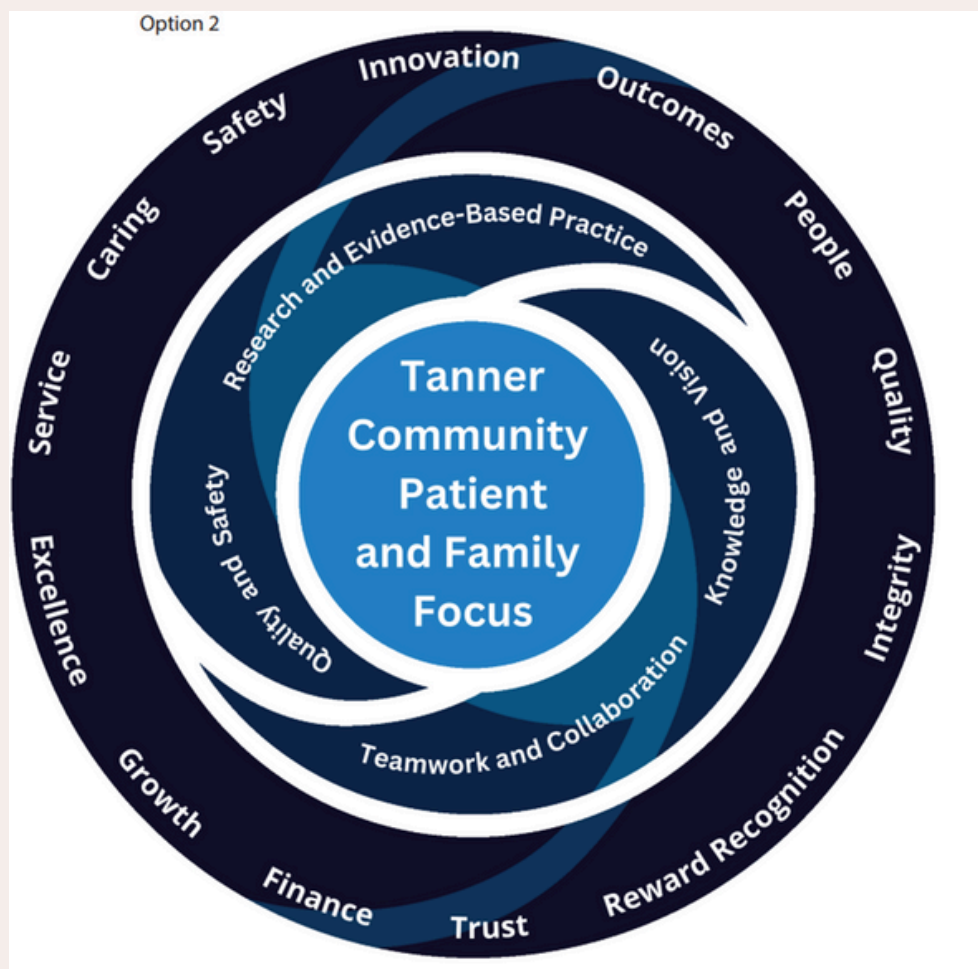 Option 2
Innovation
Outcomes
People
Quality
Integrity
Reward Recognition
Trust
Finance
Growth
Excellence
Service
Caring
Safety
Research and Evidence-Based Practice
Knowledge and Vision
Teamwork and Collaboration
Quality and Safety
Tanner
Community
Patient
and Family
Focus